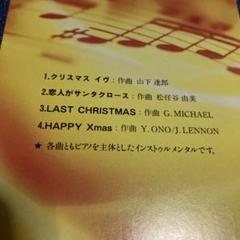 1.クリスマス イヴ：作曲 山下 達郎
2.恋人がサンタクロース：作曲 松任谷 由美
3.LAST CHRISTMAS：作曲 G. MICHAEL
4.HAPPY Xmas：作曲 Y. ONO/J. LENNON
★ 各曲ともピアノを主体としたインストゥルメンタルです。